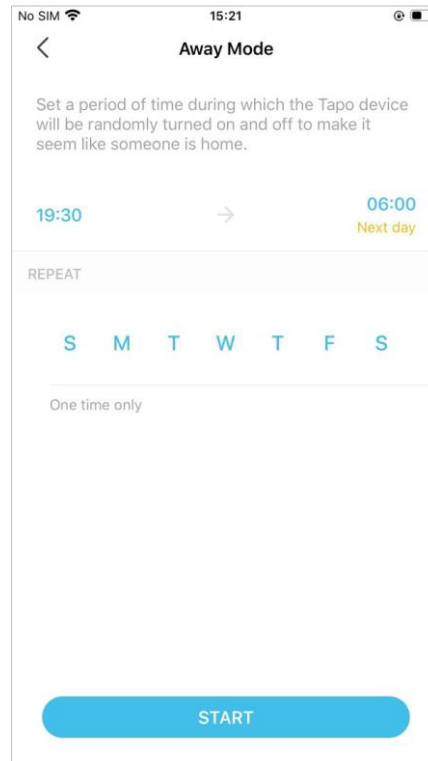 No SIM 15:21
Away Mode
Set a period of time during which the Tapo device
will be randomly turned on and off to make it
seem like someone is home.
19:30 → 06:00
Next day
REPEAT
S M T W T F S
One time only
START